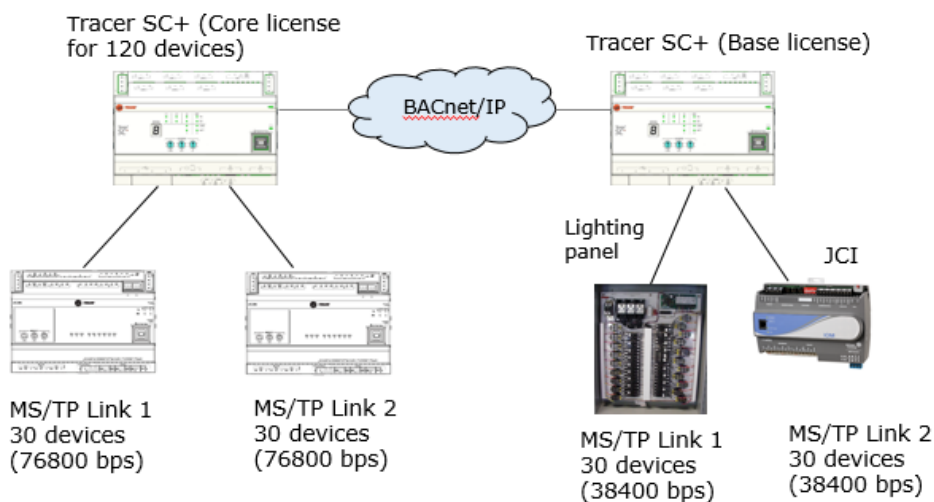 Tracer SC+ (Core license
for 120 devices)
Tracer SC+ (Base license)
BACnet/IP
Lighting
panel
JCI
TRACER
TRACER
MS/TP Link 1
30 devices
(76800 bps)
MS/TP Link 2
30 devices
(76800 bps)
MS/TP Link 1
30 devices
(38400 bps)
MS/TP Link 2
30 devices
(38400 bps)